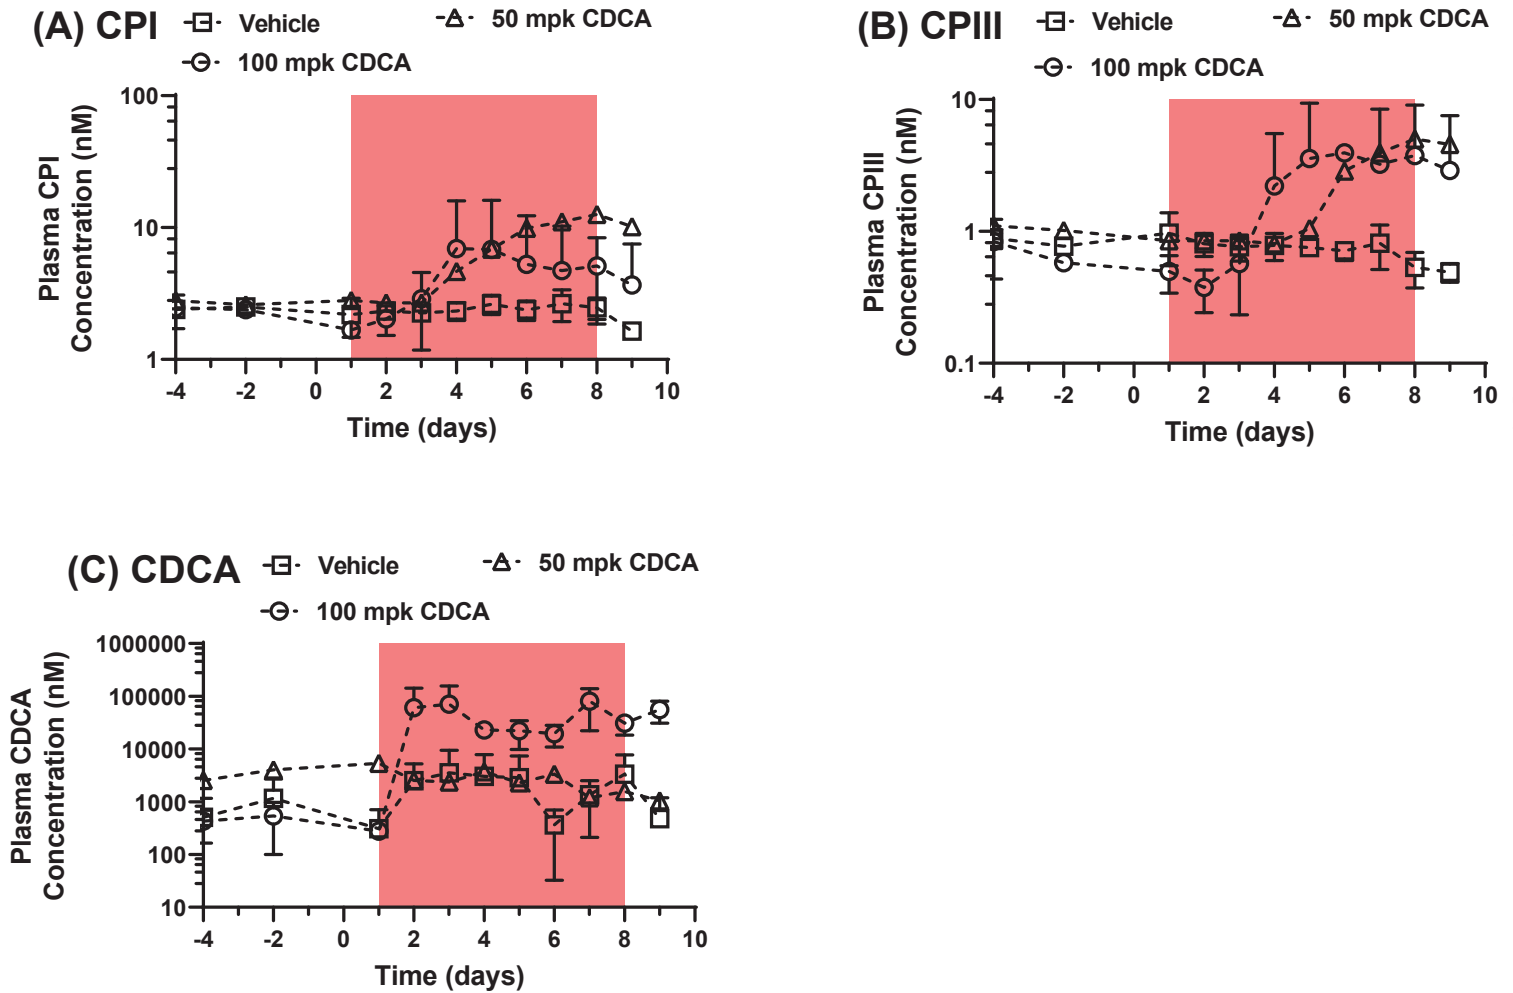 (A) CPI
Vehicle
50 mpk CDCA
100 mpk CDCA
Plasma CPI
Concentration (nM)
100
10
1
-4 -2 0 2 4 6 8 10
Time (days)
(B) CPIII
Vehicle
50 mpk CDCA
100 mpk CDCA
Plasma CPIII
Concentration (nM)
10
1
0.1
-4 -2 0 2 4 6 8 10
Time (days)
(C) CDCA
Vehicle
50 mpk CDCA
100 mpk CDCA
Plasma CDCA
Concentration (nM)
1000000
100000
10000
1000
100
10
-4 -2 0 2 4 6 8 10
Time (days)